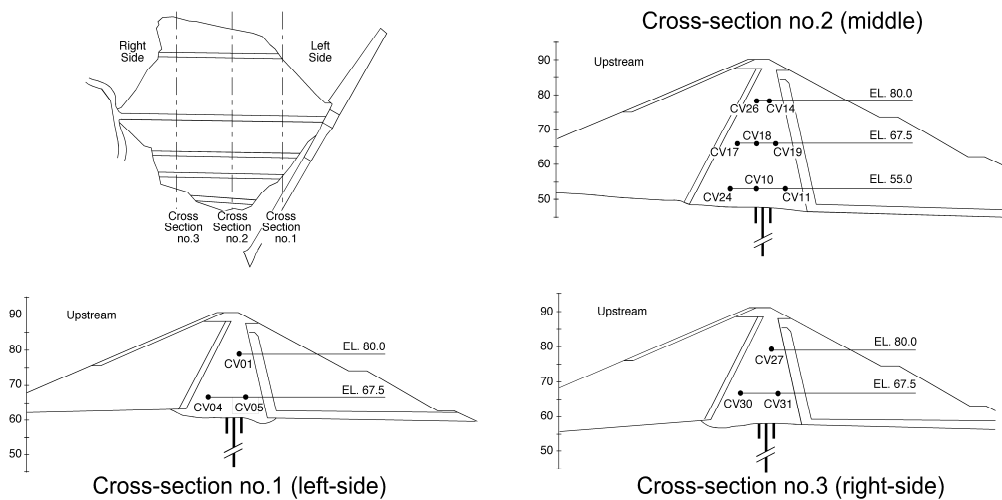 Right
Side
Left
Side
Cross
Section
no.3
Cross
Section
no.2
Cross
Section
no.1
Cross-section no.2 (middle)
90
80
70
60
50
Upstream
EL. 80.0
CV26
CV14
CV18
EL. 67.5
CV17
CV19
CV10
EL. 55.0
CV24
CV11
90
80
70
60
50
Upstream
EL. 80.0
CV01
EL. 67.5
CV04
CV05
Cross-section no.1 (left-side)
90
80
70
60
50
Upstream
EL. 80.0
CV27
EL. 67.5
CV30
CV31
Cross-section no.3 (right-side)